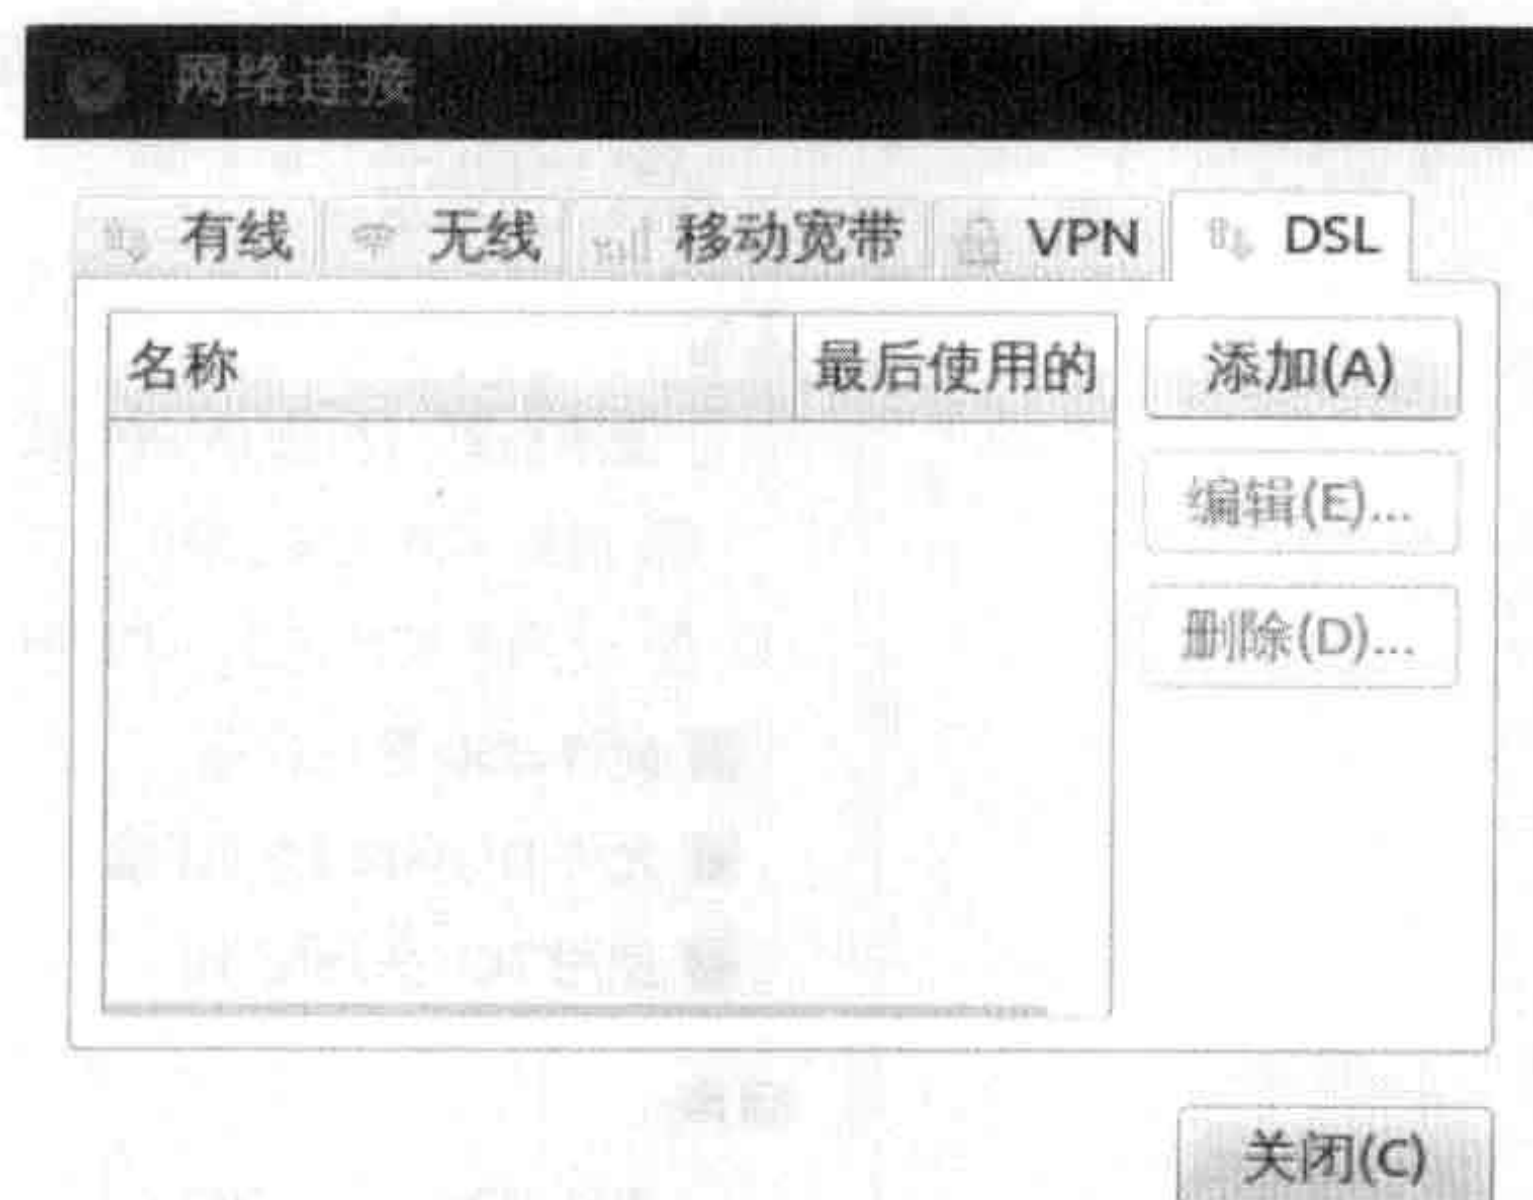 网络连接
有线 无线 移动宽带 VPN DSL
名称 最后使用的 添加(A)
编辑(E)...
删除(D)...
关闭(C)